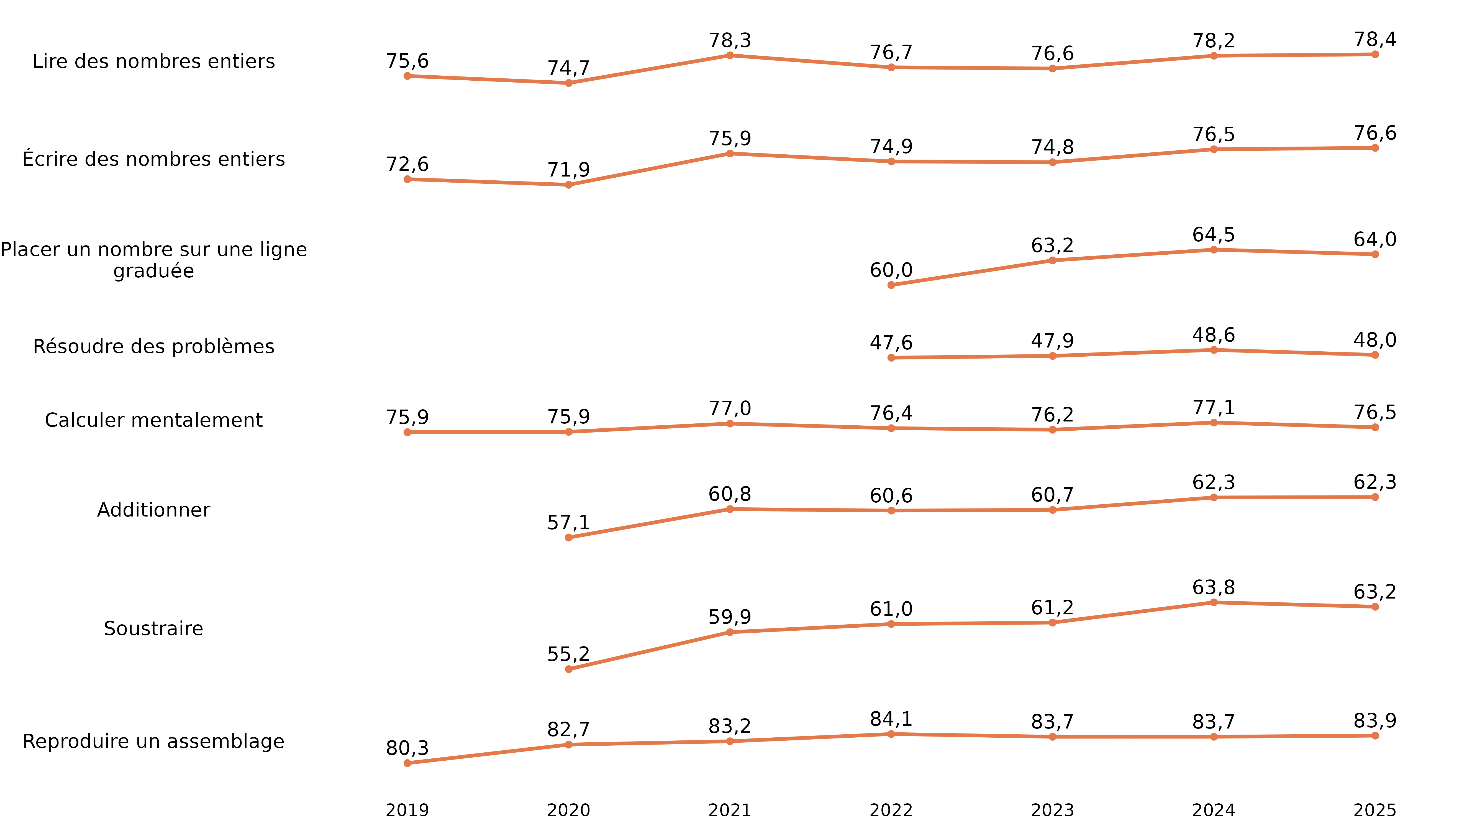 Lire des nombres entiers
75,6 74,7 78,3 76,7 76,6 78,2 78,4
Écrire des nombres entiers
72,6 71,9 75,9 74,9 74,8 76,5 76,6
Placer un nombre sur une ligne
graduée
60,0 63,2 64,5 64,0
Résoudre des problèmes
47,6 47,9 48,6 48,0
Calculer mentalement
75,9 75,9 77,0 76,4 76,2 77,1 76,5
Additionner
57,1 60,8 60,6 60,7 62,3 62,3
Soustraire
55,2 59,9 61,0 61,2 63,8 63,2
Reproduire un assemblage
80,3 82,7 83,2 84,1 83,7 83,7 83,9
2019 2020 2021 2022 2023 2024 2025